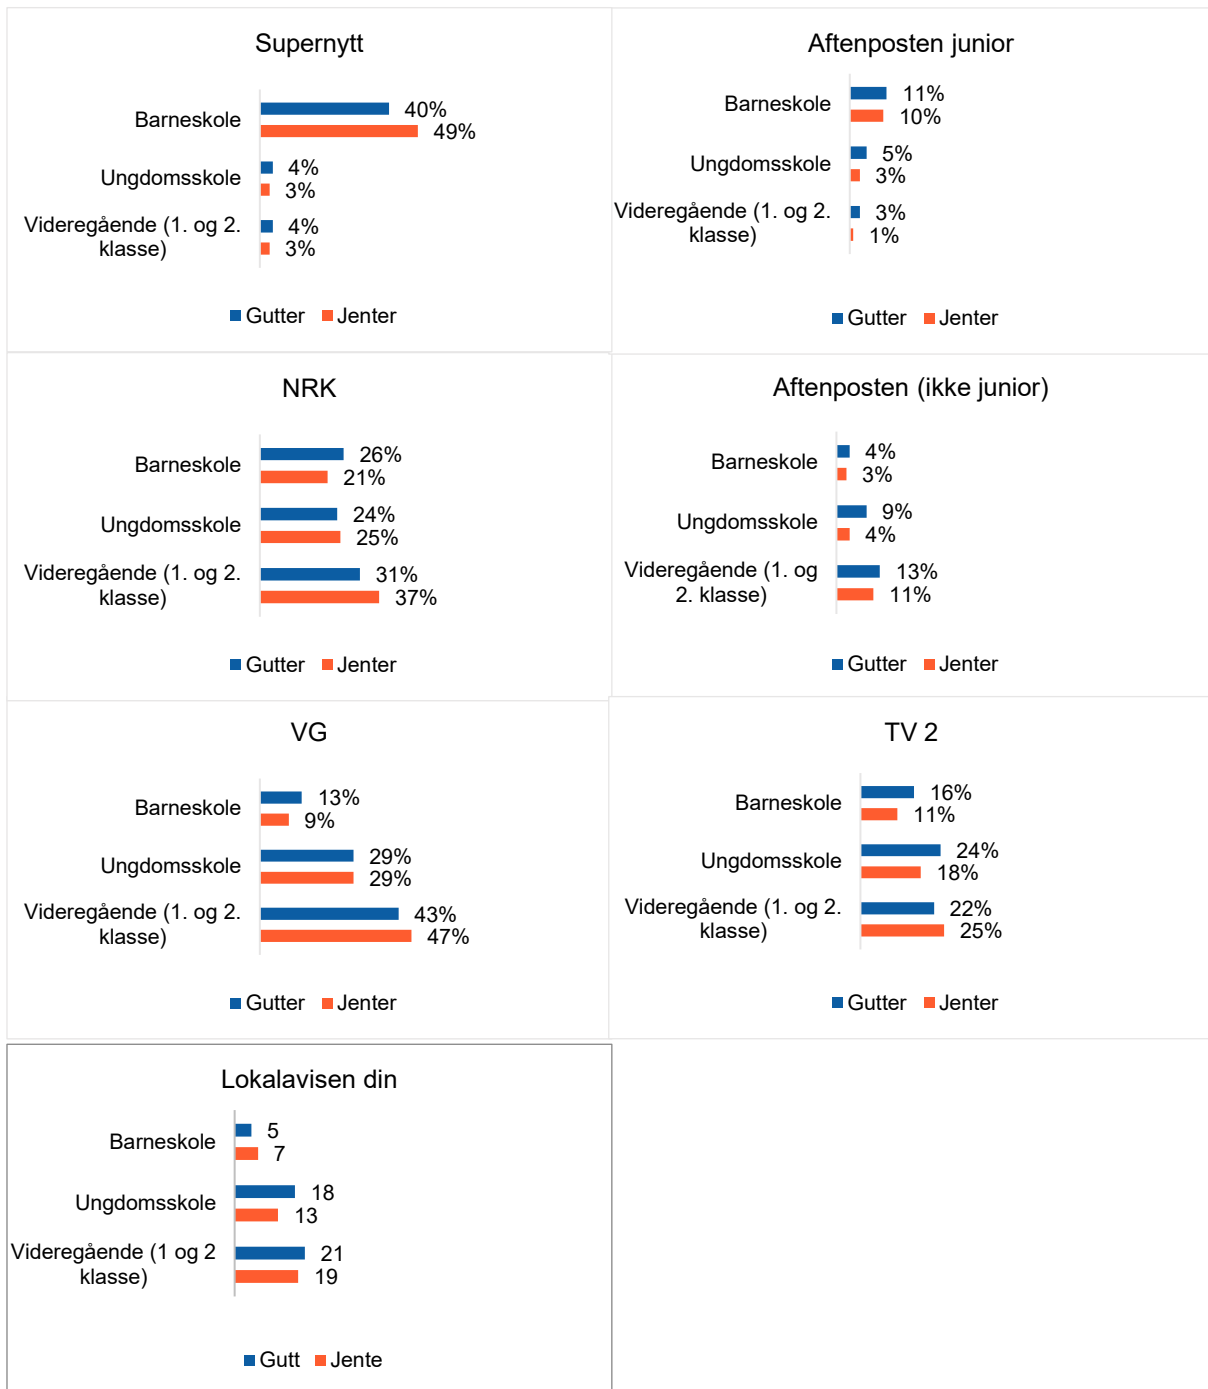 Supernytt
Barneskole
40%
49%
Ungdomsskole
4%
3%
Videregående (1. og 2.
klasse)
4%
3%
Gutter Jenter
Aftenposten junior
Barneskole
11%
10%
Ungdomsskole
5%
3%
Videregående (1. og 2.
klasse)
3%
1%
Gutter Jenter
NRK
Barneskole
26%
21%
Ungdomsskole
24%
25%
Videregående (1. og 2.
klasse)
31%
37%
Gutter Jenter
Aftenposten (ikke junior)
Barneskole
4%
3%
Ungdomsskole
9%
4%
Videregående (1. og
2. klasse)
13%
11%
Gutter Jenter
VG
Barneskole
13%
9%
Ungdomsskole
29%
29%
Videregående (1. og 2.
klasse)
43%
47%
Gutter Jenter
TV 2
Barneskole
16%
11%
Ungdomsskole
24%
18%
Videregående (1. og 2.
klasse)
22%
25%
Gutter Jenter
Lokalavisen din
Barneskole
5
7
Ungdomsskole
18
13
Videregående (1 og 2
klasse)
21
19
Gutt Jente